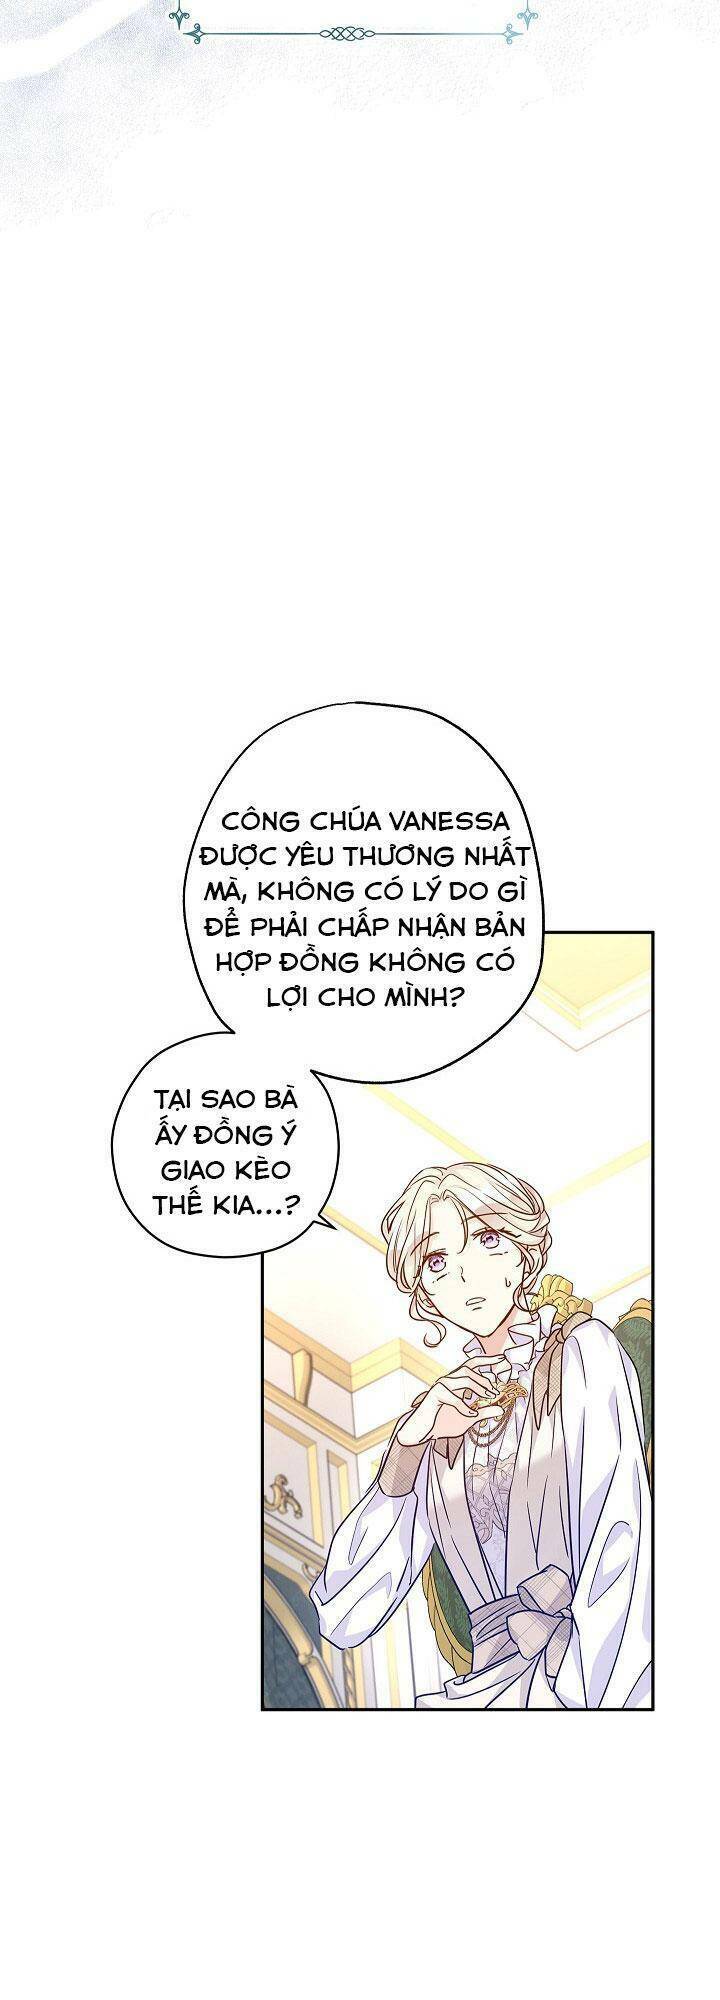 CÔNG CHÚA VANESSA
ĐƯỢC YÊU THƯƠNG NHẤT
MÀ, KHÔNG CÓ LÝ DO GÌ
ĐỂ PHẢI CHẤP NHẬN BẢN
HỢP ĐỒNG KHÔNG CÓ
LỢI CHO MÌNH?
TẠI SAO BÀ
ẤY ĐỒNG Ý
GIAO KÈO
THẾ KIA...?